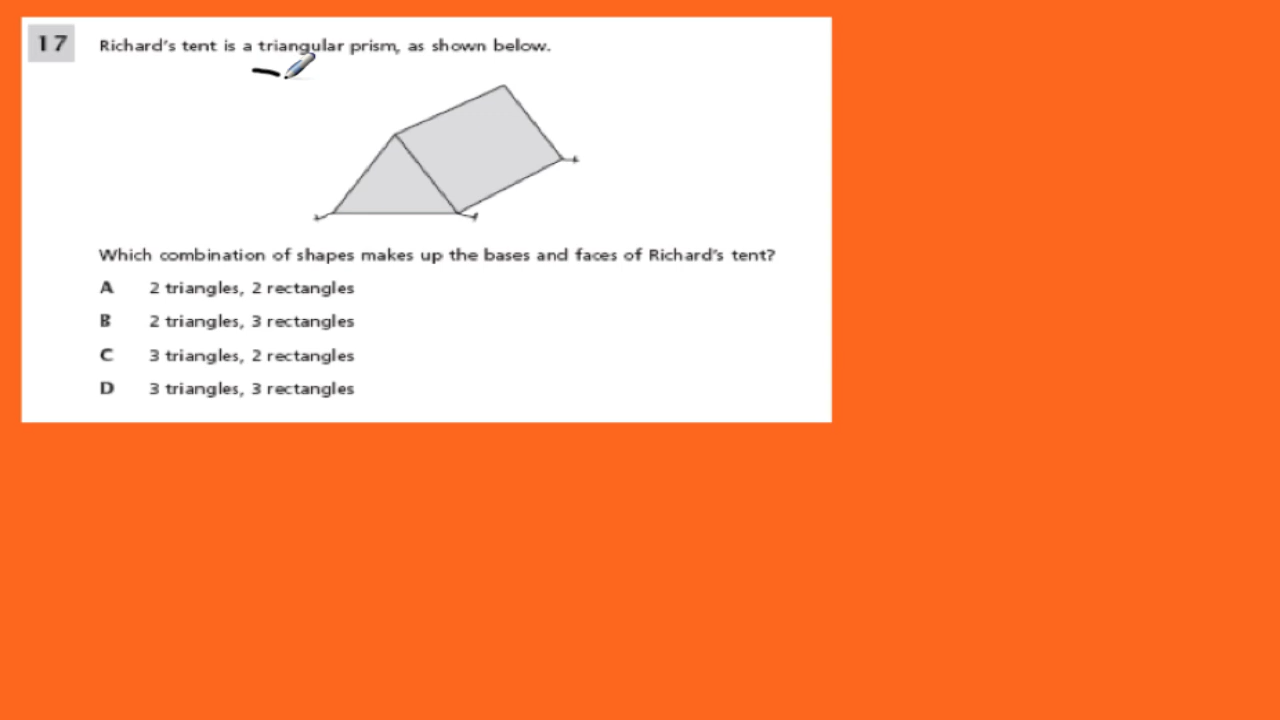 17 Richard's tent is a triangular prism, as shown below.
Which combination of shapes makes up the bases and faces of Richard's tent?
A 2 triangles, 2 rectangles
B 2 triangles, 3 rectangles
C 3 triangles, 2 rectangles
D 3 triangles, 3 rectangles